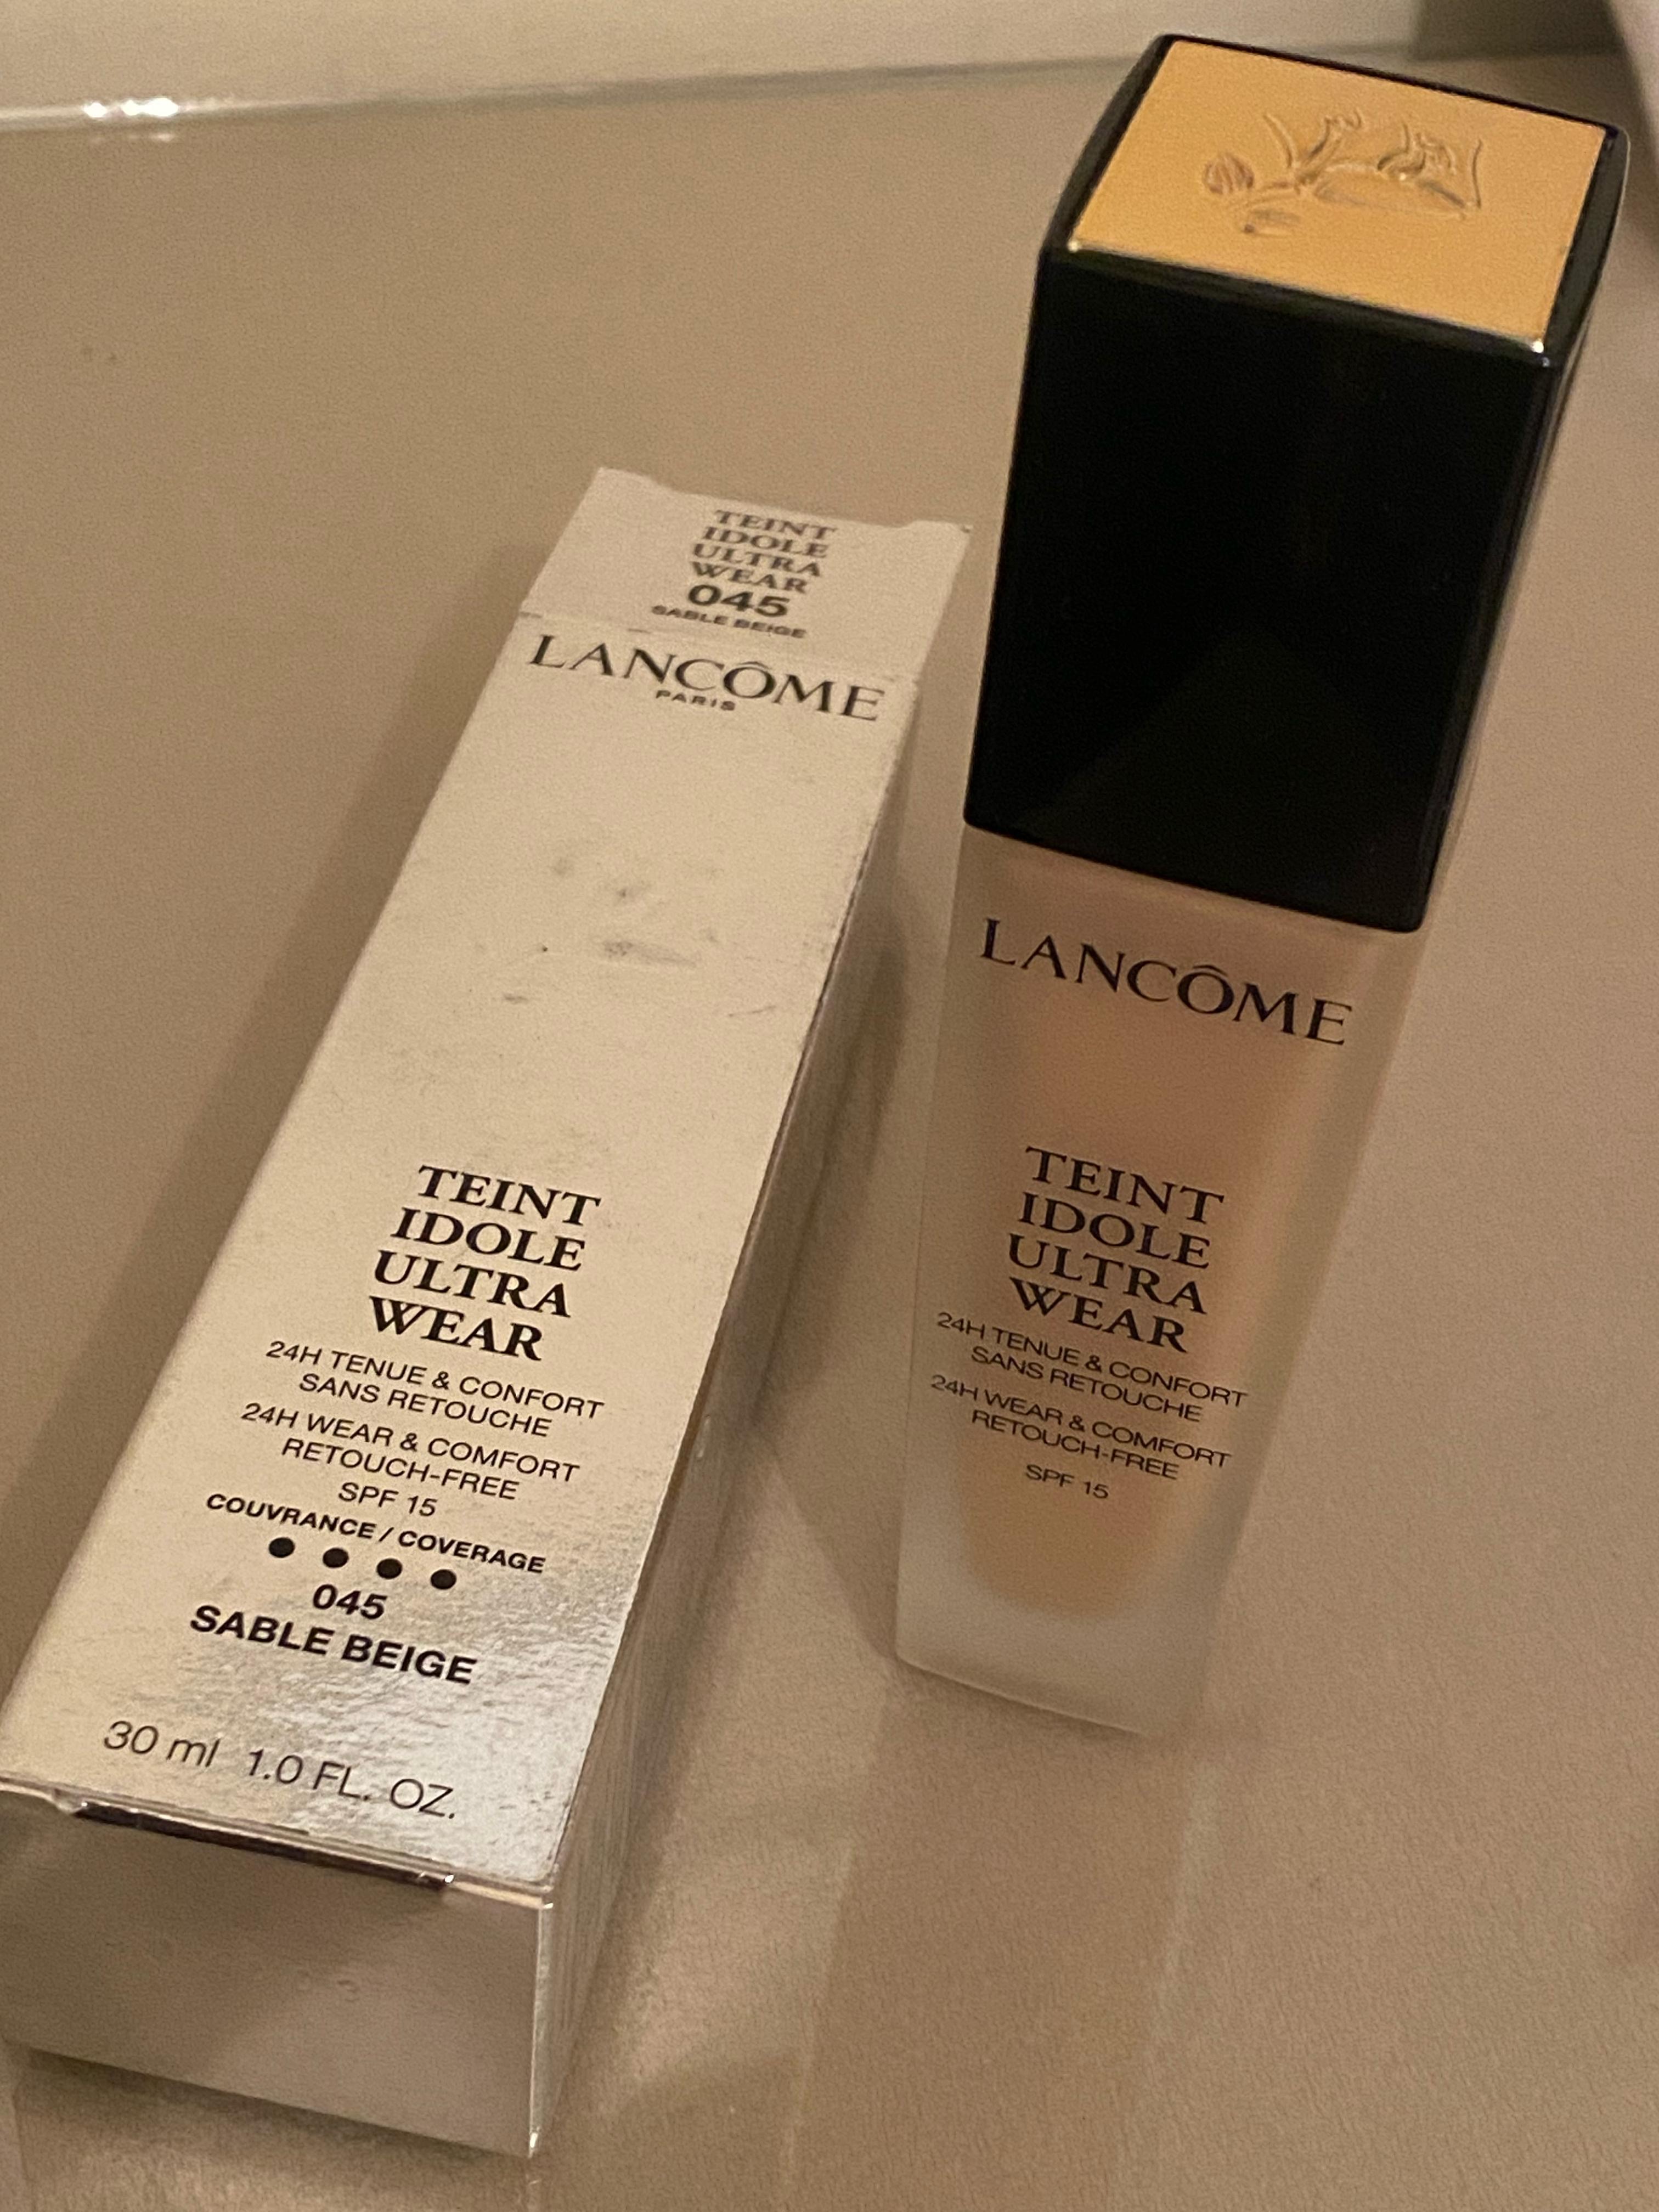 TEINT
IDOLE
ULTRA
WEAR
045
SABLE BEIGE
LANCÔME
PARIS
TEINT
IDOLE
ULTRA
WEAR
24H TENUE & CONFORT
SANS RETOUCHE
24H WEAR & COMFORT
RETOUCH-FREE
SPF 15
COUVRANCE / COVERAGE
045
SABLE BEIGE
30 ml 1.0 FL. OZ.
LANCÔME
TEINT
IDOLE
ULTRA
WEAR
24H TENUE & CONFORT
SANS RETOUCHE
24H WEAR & COMFORT
RETOUCH-FREE
SPF 15